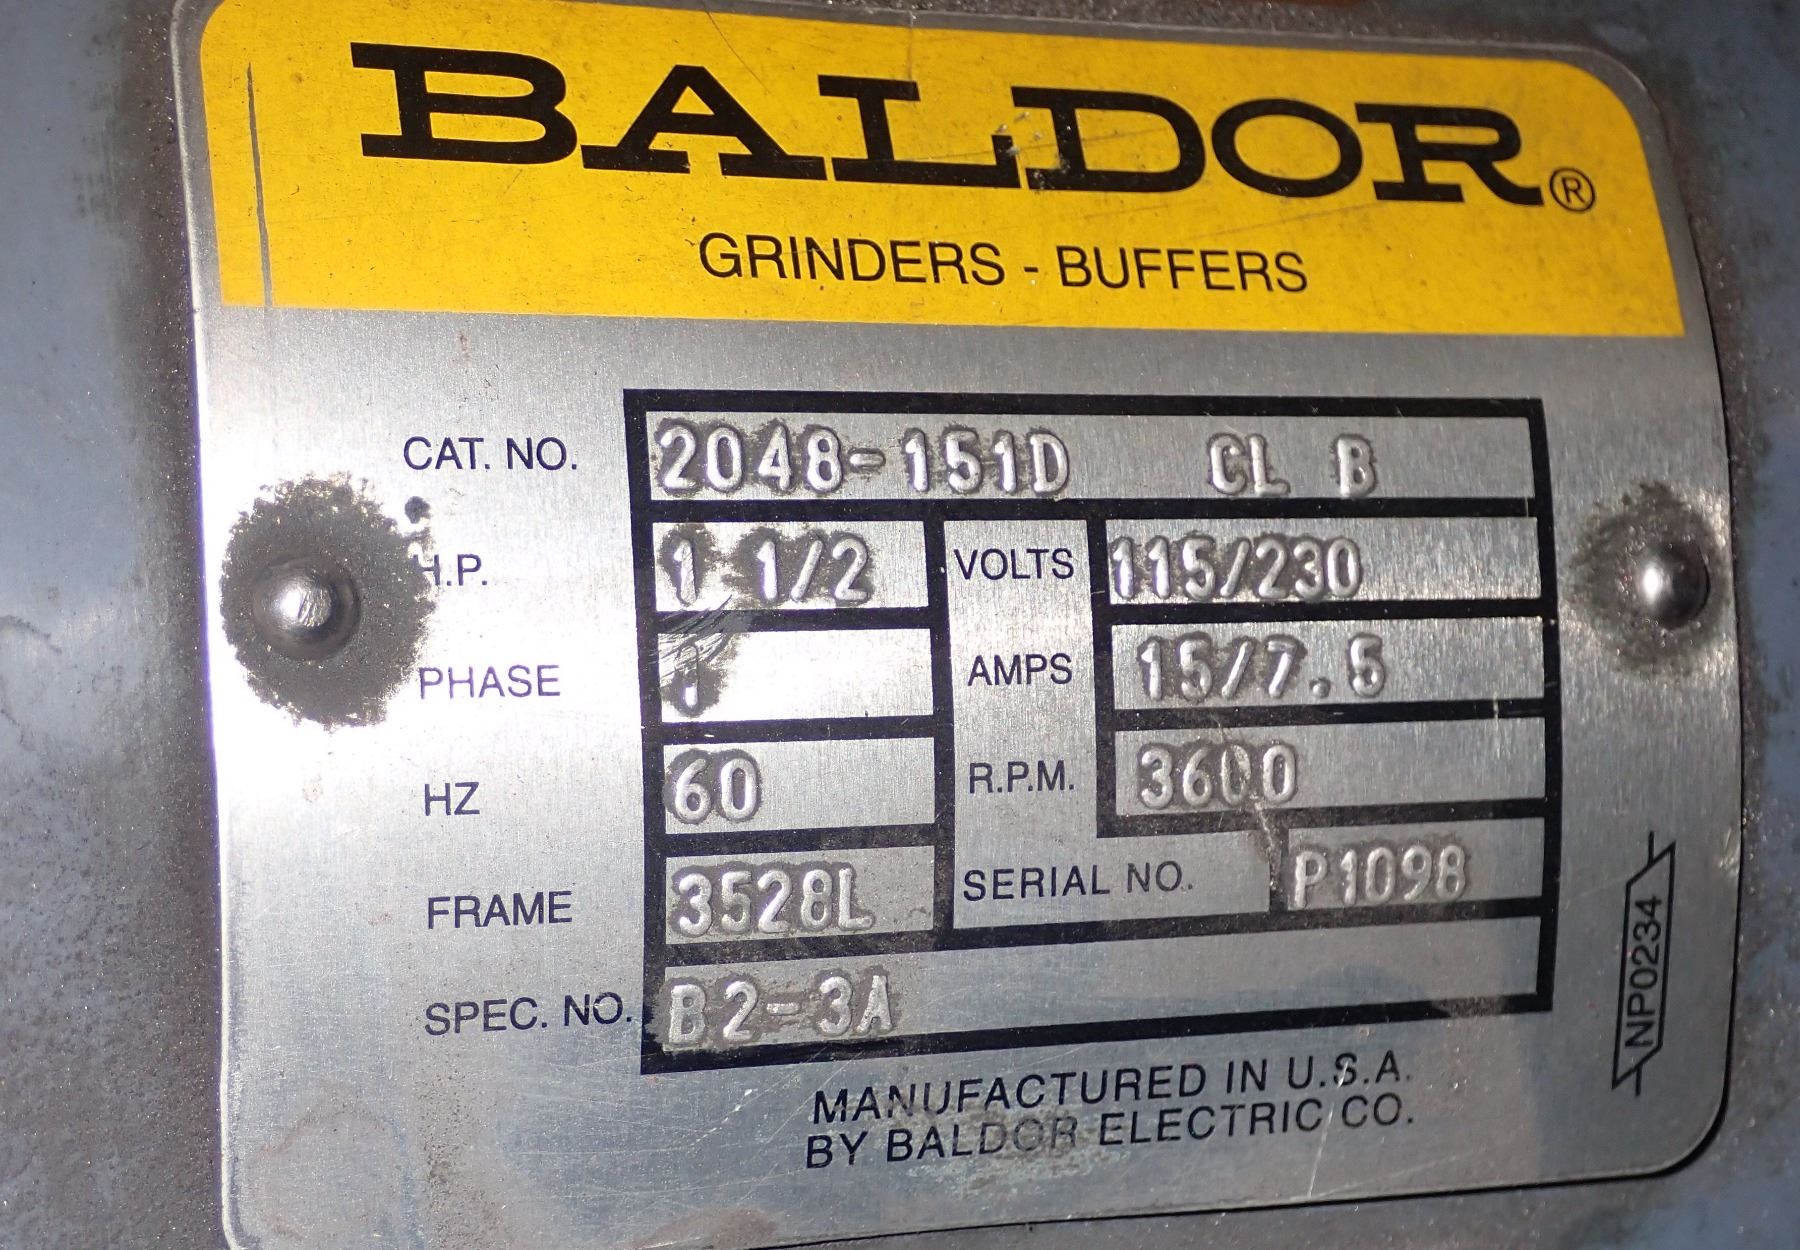 BALDOR®
GRINDERS - BUFFERS
CAT. NO. 2048-151D CL B
H.P. 1 1/2 VOLTS 115/230
PHASE 1 AMPS 15/7.5
HZ 60 R.P.M. 3600
FRAME 3528L SERIAL NO. P1098
SPEC. NO. B2-3A
NP0234
MANUFACTURED IN U.S.A.
BY BALDOR ELECTRIC CO.